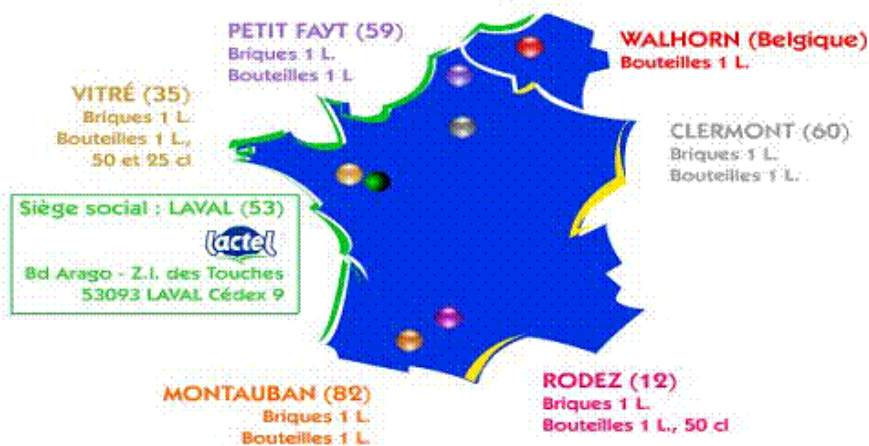 PETIT FAYT (59)
Briques 1 L.
Bouteilles 1 L
WALHORN (Belgique)
Bouteilles 1 L.
VITRÉ (35)
Briques 1 L.
Bouteilles 1 L.,
50 et 25 cl
CLERMONT (60)
Briques 1 L.
Bouteilles 1 L.
Siège social : LAVAL (53)
lactel
Bd Arago - Z.I. des Touches
53093 LAVAL Cédex 9
MONTAUBAN (82)
Briques 1 L.
Bouteilles 1 L.
RODEZ (12)
Briques 1 L.
Bouteilles 1 L., 50 cl